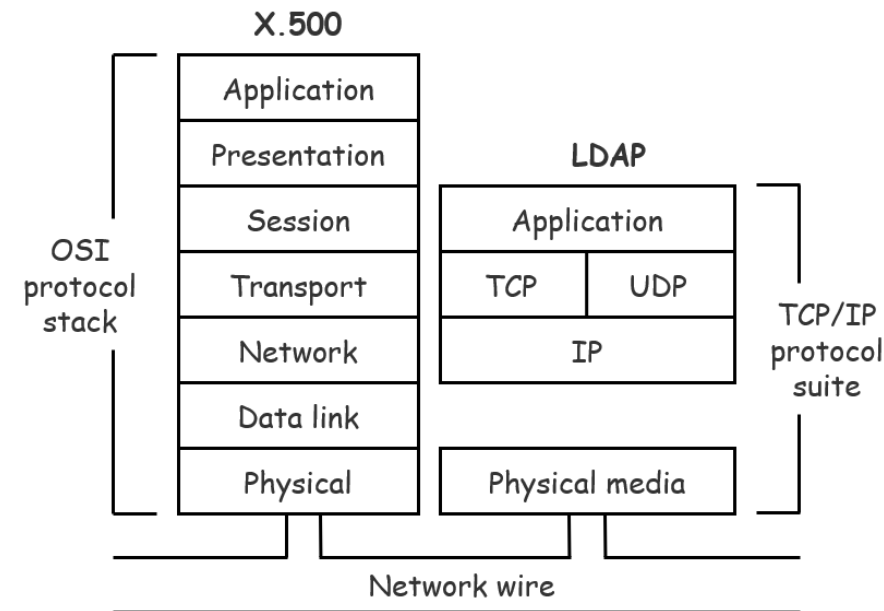 X.500
Application
Presentation
Session
Transport
Network
Data link
Physical
OSI
protocol
stack
LDAP
Application
TCP
UDP
IP
Physical media
TCP/IP
protocol
suite
Network wire